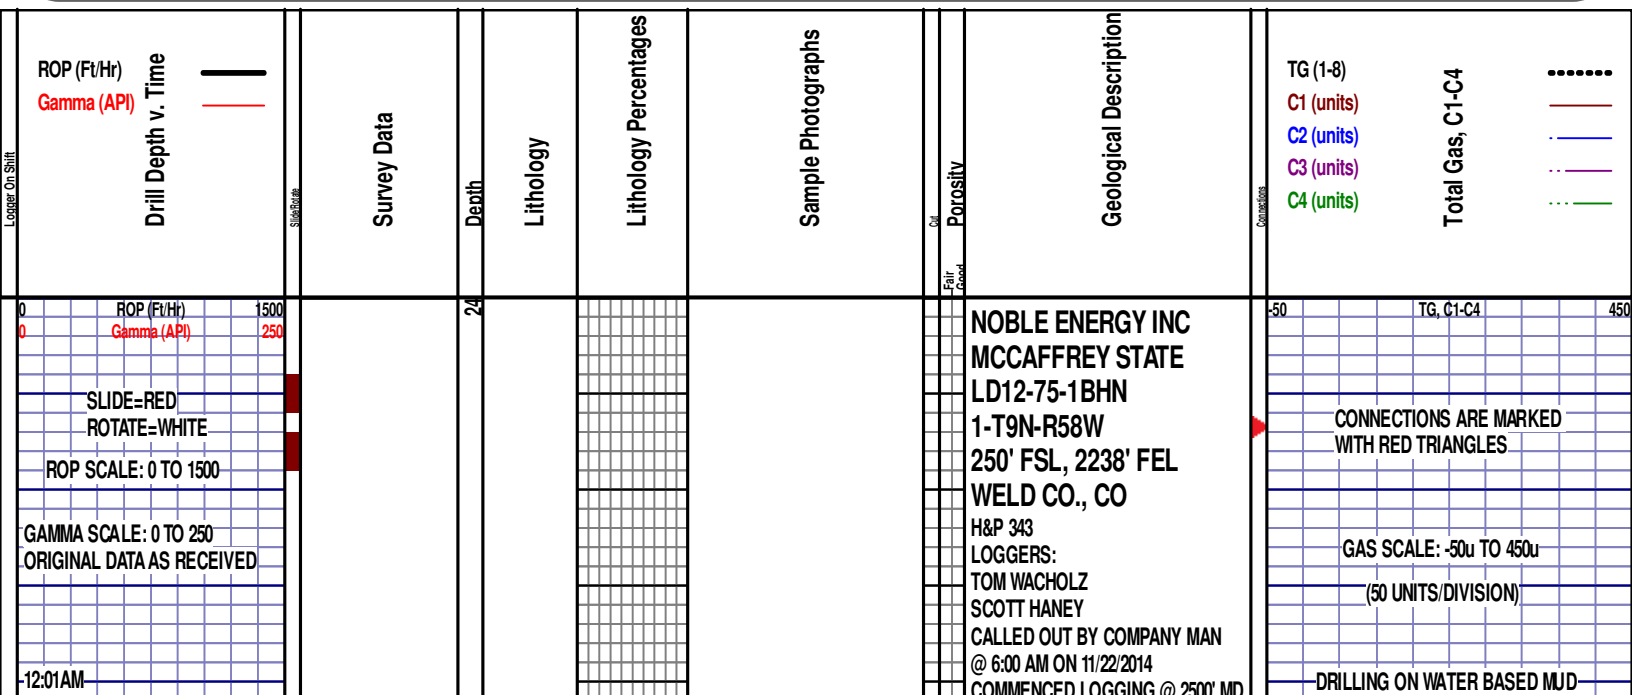 Logger On Shift
ROP (Ft/Hr)
Gamma (API)
Drill Depth v. Time
Slide/Rotate
Survey Data
Depth
Lithology
Lithology Percentages
Sample Photographs
Cut
Porosity
Fair
Good
Geological Description
Connections
TG (1-8)
C1 (units)
C2 (units)
C3 (units)
C4 (units)
Total Gas, C1-C4
0 ROP (Ft/Hr) 1500
0 Gamma (API) 250
SLIDE=RED
ROTATE=WHITE
ROP SCALE: 0 TO 1500
GAMMA SCALE: 0 TO 250
ORIGINAL DATA AS RECEIVED
12:01AM
24
NOBLE ENERGY INC
MCCAFFREY STATE
LD12-75-1BHN
1-T9N-R58W
250' FSL, 2238' FEL
WELD CO., CO
H&P 343
LOGGERS:
TOM WACHOLZ
SCOTT HANEY
CALLED OUT BY COMPANY MAN
@ 6:00 AM ON 11/22/2014
COMMENCED LOGGING @ 2500' MD
-50 TG, C1-C4 450
CONNECTIONS ARE MARKED
WITH RED TRIANGLES
GAS SCALE: -50u TO 450u
(50 UNITS/DIVISION)
DRILLING ON WATER BASED MUD